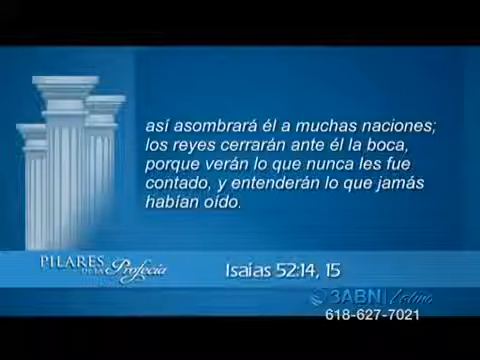 así asombrará él a muchas naciones;
los reyes cerrarán ante él la boca,
porque verán lo que nunca les fue
contado, y entenderán lo que jamás
habían oído.
PILARES
DE LA Profecía
Isaías 52:14, 15
3ABN Latino
618-627-7021